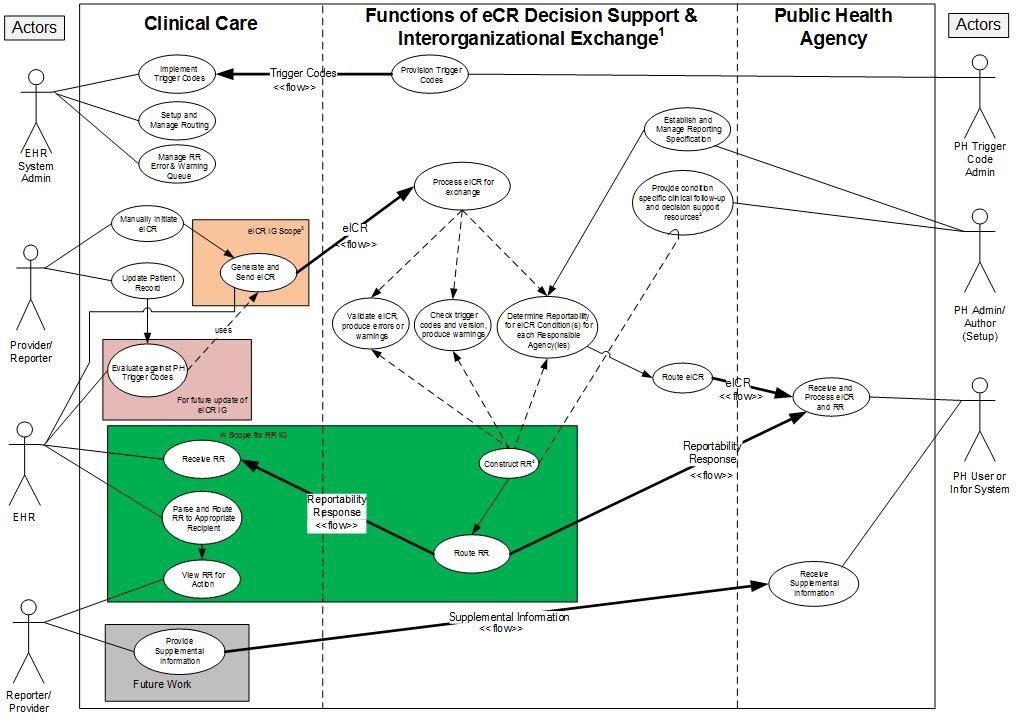 Actors
Clinical Care
Functions of eCR Decision Support &
Interorganizational Exchange1
Public Health
Agency
Actors
Implement
Trigger Codes
Trigger Codes
<<flow>>
Provision Trigger
Codes
Setup and
Manage Routing
Manage RR
Error & Warning
Queue
EHR
System
Admin
Establish and
Manage Reporting
Specification
PH Trigger
Code
Admin
Process eICR for
exchange
Provide condition
specific clinical follow-up
and decision support
resources3
Manually Initiate
eICR
eICR IG Scope2
Generate and
Send eICR
eICR
<<flow>>
Update Patient
Record
Provider/
Reporter
PH Admin/
Author
(Setup)
uses
Validate eICR,
produce errors or
warnings
Check trigger
codes and version,
produce warnings
Determine Reportability
for eICR Condition(s) for
each Responsible
Agency(ies)
Evaluate against PH
Trigger Codes
For future update of
eICR IG
Route eICR
eICR
<<flow>>
Receive and
Process eICR
and RR
In Scope for RR IG
Receive RR
Construct RR4
Reportability
Response
<<flow>>
PH User or
Infor System
EHR
Parse and Route
RR to Appropriate
Recipient
Reportability
Response
<<flow>>
Route RR
View RR for
Action
Receive
Supplemental
Information
Supplemental Information
<<flow>>
Provide
Supplemental
Information
Future Work
Reporter/
Provider